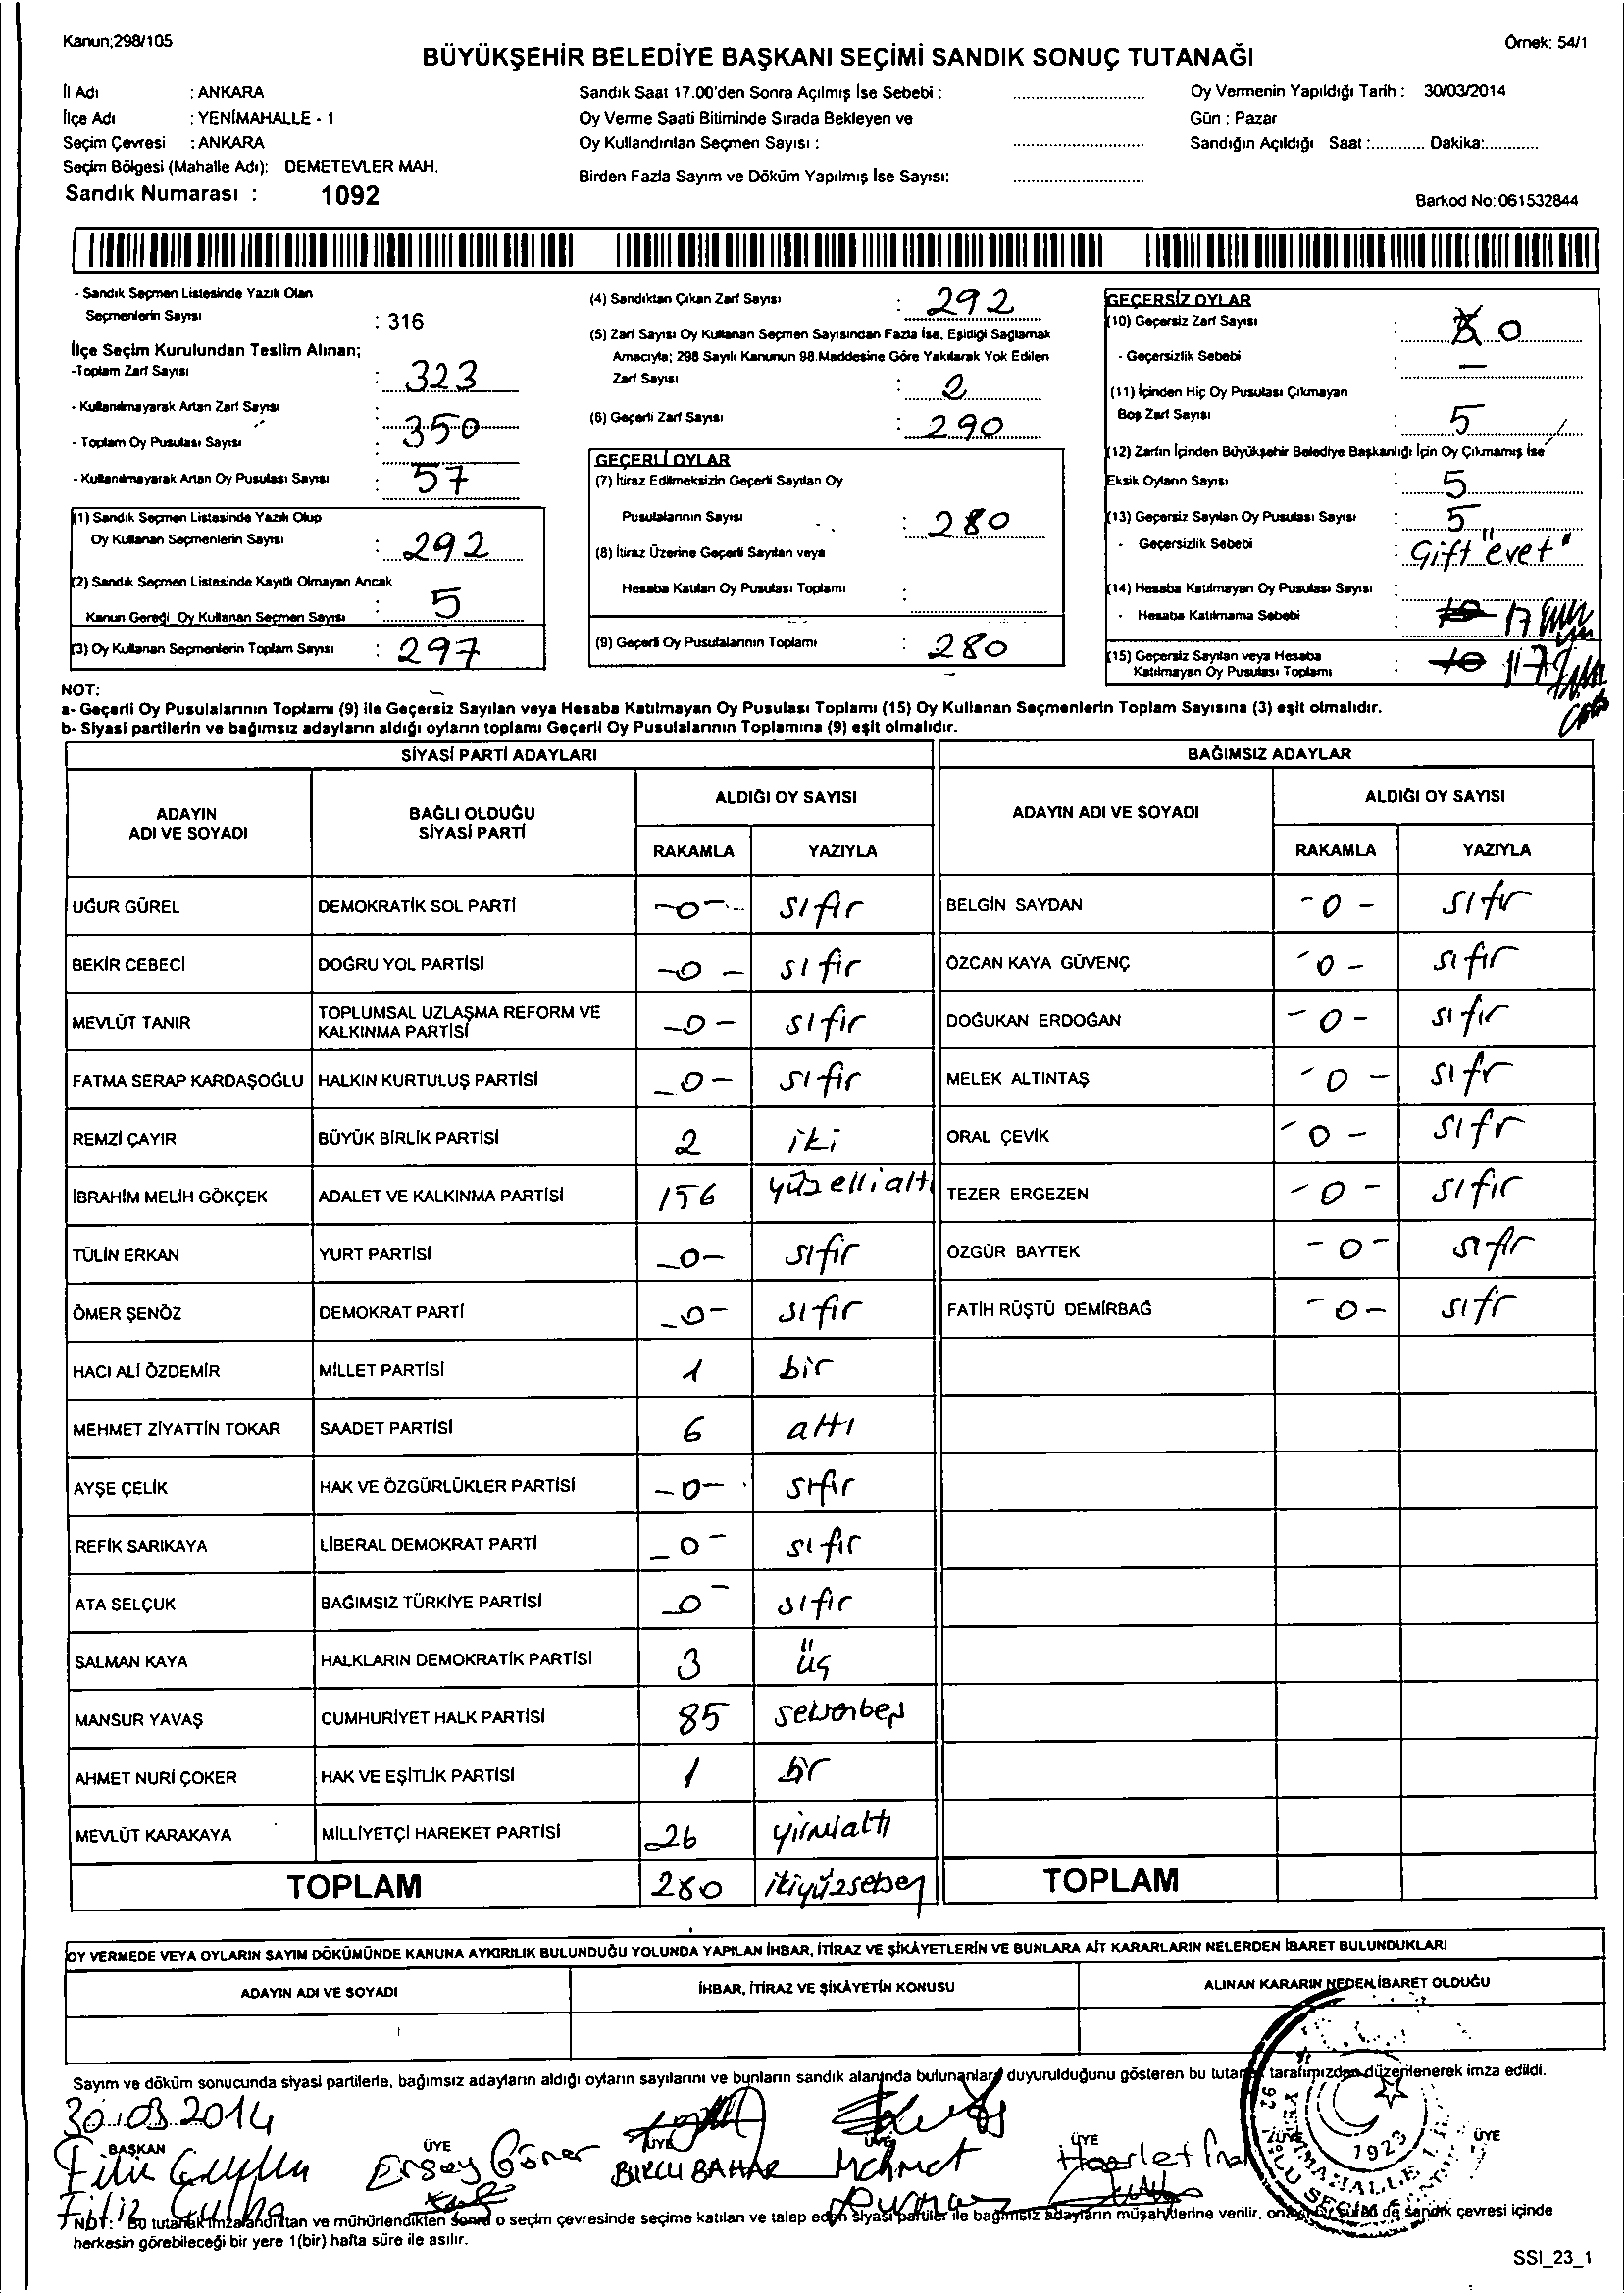 Kanun;298/105
Örnek: 54/1
BÜYÜKŞEHİR BELEDİYE BAŞKANI SEÇİMİ SANDIK SONUÇ TUTANAĞI
İl Adı : ANKARA
İlçe Adı : YENİMAHALLE - 1
Seçim Çevresi : ANKARA
Seçim Bölgesi (Mahalle Adı): DEMETEVLER MAH.
Sandık Numarası : 1092
Sandık Saat 17.00'den Sonra Açılmış İse Sebebi :
Oy Verme Saati Bitiminde Sırada Bekleyen ve
Oy Kullandırılan Seçmen Sayısı :
Birden Fazla Sayım ve Döküm Yapılmış İse Sayısı:
Oy Vermenin Yapıldığı Tarih : 30/03/2014
Gün : Pazar
Sandığın Açıldığı Saat :............ Dakika:............
Barkod No:061532844
- Sandık Seçmen Listesinde Yazılı Olan
Seçmenlerin Sayısı : 316
İlçe Seçim Kurulundan Teslim Alınan;
-Toplam Zarf Sayısı : 323
- Kullanılmayarak Artan Zarf Sayısı
: 350
- Toplam Oy Pusulası Sayısı :
- Kullanılmayarak Artan Oy Pusulası Sayısı : 57
(1) Sandık Seçmen Listesinde Yazılı Olup
Oy Kullanan Seçmenlerin Sayısı : 292
(2) Sandık Seçmen Listesinde Kayıtlı Olmayan Ancak
Kanun Gereği Oy Kullanan Seçmen Sayısı : 5
(3) Oy Kullanan Seçmenlerin Toplam Sayısı : 297
(4) Sandıktan Çıkan Zarf Sayısı : 292
(5) Zarf Sayısı Oy Kullanan Seçmen Sayısından Fazla İse, Eşitliği Sağlamak
Amacıyla; 298 Sayılı Kanunun 98.Maddesine Göre Yakılarak Yok Edilen
Zarf Sayısı : 2
(6) Geçerli Zarf Sayısı : 290
GEÇERLİ OYLAR
(7) İtiraz Edilmeksizin Geçerli Sayılan Oy
Pusulalarının Sayısı : 280
(8) İtiraz Üzerine Geçerli Sayılan veya
Hesaba Katılan Oy Pusulası Toplamı :
(9) Geçerli Oy Pusulalarının Toplamı : 280
GEÇERSİZ OYLAR
(10) Geçersiz Zarf Sayısı : 0
- Geçersizlik Sebebi : —
(11) İçinden Hiç Oy Pusulası Çıkmayan
Boş Zarf Sayısı : 5
(12) Zarfın İçinden Büyükşehir Belediye Başkanlığı İçin Oy Çıkmamış İse
Eksik Oyların Sayısı : 5
(13) Geçersiz Sayılan Oy Pusulası Sayısı : 5
- Geçersizlik Sebebi : Çift "evet"
(14) Hesaba Katılmayan Oy Pusulası Sayısı :
- Hesaba Katılmama Sebebi : 10 17
(15) Geçersiz Sayılan veya Hesaba
Katılmayan Oy Pusulası Toplamı : 10 17
NOT:
a- Geçerli Oy Pusulalarının Toplamı (9) ile Geçersiz Sayılan veya Hesaba Katılmayan Oy Pusulası Toplamı (15) Oy Kullanan Seçmenlerin Toplam Sayısına (3) eşit olmalıdır.
b- Siyasi partilerin ve bağımsız adayların aldığı oyların toplamı Geçerli Oy Pusulalarının Toplamına (9) eşit olmalıdır.
SİYASİ PARTİ ADAYLARI BAĞIMSIZ ADAYLAR
ADAYIN ADI VE SOYADI
BAĞLI OLDUĞU SİYASİ PARTİ
ALDIĞI OY SAYISI
RAKAMLA YAZIYLA
ADAYIN ADI VE SOYADI
ALDIĞI OY SAYISI
RAKAMLA YAZIYLA
UĞUR GÜREL DEMOKRATİK SOL PARTİ -0- sıfır BELGİN SAYDAN -0- sıfır
BEKİR CEBECİ DOĞRU YOL PARTİSİ -0- sıfır ÖZCAN KAYA GÜVENÇ -0- sıfır
MEVLÜT TANIR TOPLUMSAL UZLAŞMA REFORM VE KALKINMA PARTİSİ -0- sıfır DOĞUKAN ERDOĞAN -0- sıfır
FATMA SERAP KARDAŞOĞLU HALKIN KURTULUŞ PARTİSİ -0- sıfır MELEK ALTINTAŞ -0- sıfr
REMZİ ÇAYIR BÜYÜK BİRLİK PARTİSİ 2 iki ORAL ÇEVİK -0- sıfr
İBRAHİM MELİH GÖKÇEK ADALET VE KALKINMA PARTİSİ 156 yüzellialtı TEZER ERGEZEN -0- sıfır
TÜLİN ERKAN YURT PARTİSİ -0- sıfır ÖZGÜR BAYTEK -0- sıfır
ÖMER ŞENÖZ DEMOKRAT PARTİ -0- sıfır FATİH RÜŞTÜ DEMİRBAĞ -0- sıfr
HACI ALİ ÖZDEMİR MİLLET PARTİSİ 1 bir
MEHMET ZİYATTİN TOKAR SAADET PARTİSİ 6 altı
AYŞE ÇELİK HAK VE ÖZGÜRLÜKLER PARTİSİ -0- sıfır
REFİK SARIKAYA LİBERAL DEMOKRAT PARTİ -0- sıfır
ATA SELÇUK BAĞIMSIZ TÜRKİYE PARTİSİ -0- sıfır
SALMAN KAYA HALKLARIN DEMOKRATİK PARTİSİ 3 üç
MANSUR YAVAŞ CUMHURİYET HALK PARTİSİ 85 seksenbeş
AHMET NURİ ÇOKER HAK VE EŞİTLİK PARTİSİ 1 bir
MEVLÜT KARAKAYA MİLLİYETÇİ HAREKET PARTİSİ 26 yirmialtı
TOPLAM 280 ikiyüzseksen TOPLAM
OY VERMEDE VEYA OYLARIN SAYIM DÖKÜMÜNDE KANUNA AYKIRILIK BULUNDUĞU YOLUNDA YAPILAN İHBAR, İTİRAZ VE ŞİKÂYETLERİN VE BUNLARA AİT KARARLARIN NELERDEN İBARET BULUNDUKLARI
ADAYIN ADI VE SOYADI İHBAR, İTİRAZ VE ŞİKÂYETİN KONUSU ALINAN KARARIN NEDEN İBARET OLDUĞU
Sayım ve döküm sonucunda siyasi partilerle, bağımsız adayların aldığı oyların sayılarını ve bunların sandık alanında bulunanlara duyurulduğunu gösteren bu tutanak tarafımızdan düzenlenerek imza edildi.
30.03.2014
BAŞKAN ÜYE ÜYE ÜYE ÜYE ÜYE ÜYE
Ersoy Göner BURCU BAHAR Mehmet
Filiz
1923
NOT: Bu tutanak imzalandıktan ve mühürlendikten sonra o seçim çevresinde seçime katılan ve talep eden siyasi partiler ile bağımsız adayların müşahitlerine verilir, onaylı bir sureti de sandık çevresi içinde
herkesin görebileceği bir yere 1(bir) hafta süre ile asılır.
SSI_23_1